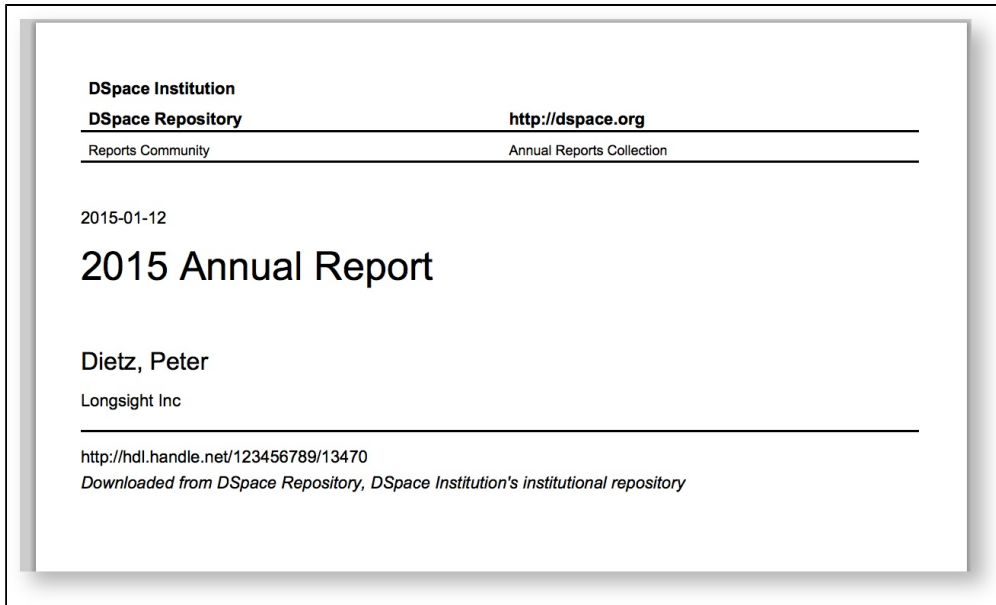 DSpace Institution
DSpace Repository http://dspace.org
Reports Community Annual Reports Collection
2015-01-12
2015 Annual Report
Dietz, Peter
Longsight Inc
http://hdl.handle.net/123456789/13470
Downloaded from DSpace Repository, DSpace Institution's institutional repository